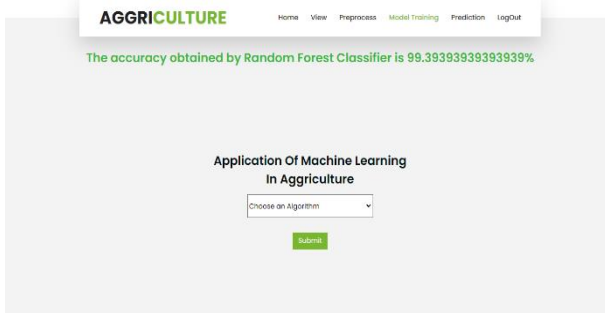 AGGRICULTURE Home View Preprocess Model Training Prediction LogOut
The accuracy obtained by Random Forest Classifier is 99.39393939393939%
Application Of Machine Learning
In Aggriculture
Choose an Algorithm
Submit